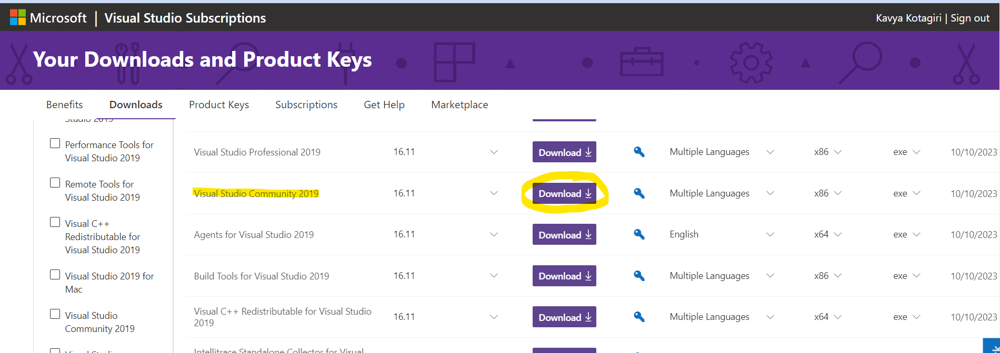 Microsoft | Visual Studio Subscriptions
Kavya Kotagiri | Sign out
Your Downloads and Product Keys
Benefits Downloads Product Keys Subscriptions Get Help Marketplace
Studio 2019
Performance Tools for
Visual Studio 2019
Remote Tools for
Visual Studio 2019
Visual C++
Redistributable for
Visual Studio 2019
Visual Studio 2019 for
Mac
Visual Studio
Community 2019
Visual Studio
Visual Studio Professional 2019 16.11 Download Multiple Languages x86 exe 10/10/2023
Visual Studio Community 2019 16.11 Download Multiple Languages x86 exe 10/10/2023
Agents for Visual Studio 2019 16.11 Download English x64 exe 10/10/2023
Build Tools for Visual Studio 2019 16.11 Download Multiple Languages x86 exe 10/10/2023
Visual C++ Redistributable for Visual Studio
2019 16.11 Download Multiple Languages x64 exe 10/10/2023
Intellitrace Standalone Collector for Visual